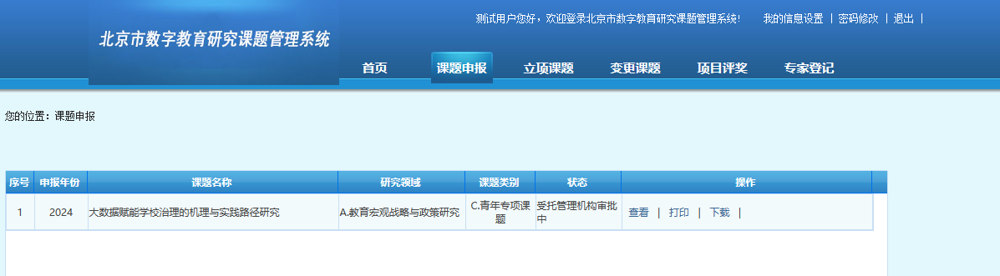 测试用户您好，欢迎登录北京市数字教育研究课题管理系统! 我的信息设置 | 密码修改 | 退出 |
北京市数字教育研究课题管理系统
首页 课题申报 立项课题 变更课题 项目评奖 专家登记
您的位置：课题申报
序号 申报年份 课题名称 研究领域 课题类别 状态 操作
1 2024 大数据赋能学校治理的机理与实践路径研究 A.教育宏观战略与政策研究 C.青年专项课题 受托管理机构审批中 查看 | 打印 | 下载 |